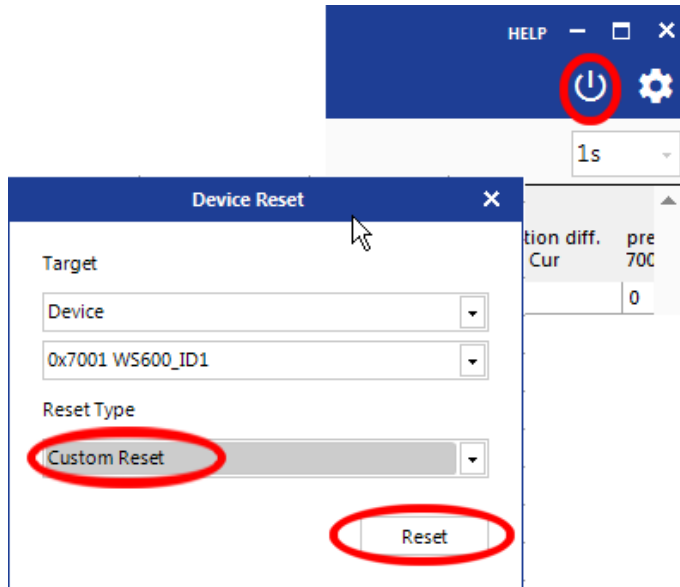 HELP
1s
Device Reset
tion diff. pre
Cur 700
0
Target
Device
0x7001 WS600_ID1
Reset Type
Custom Reset
Reset